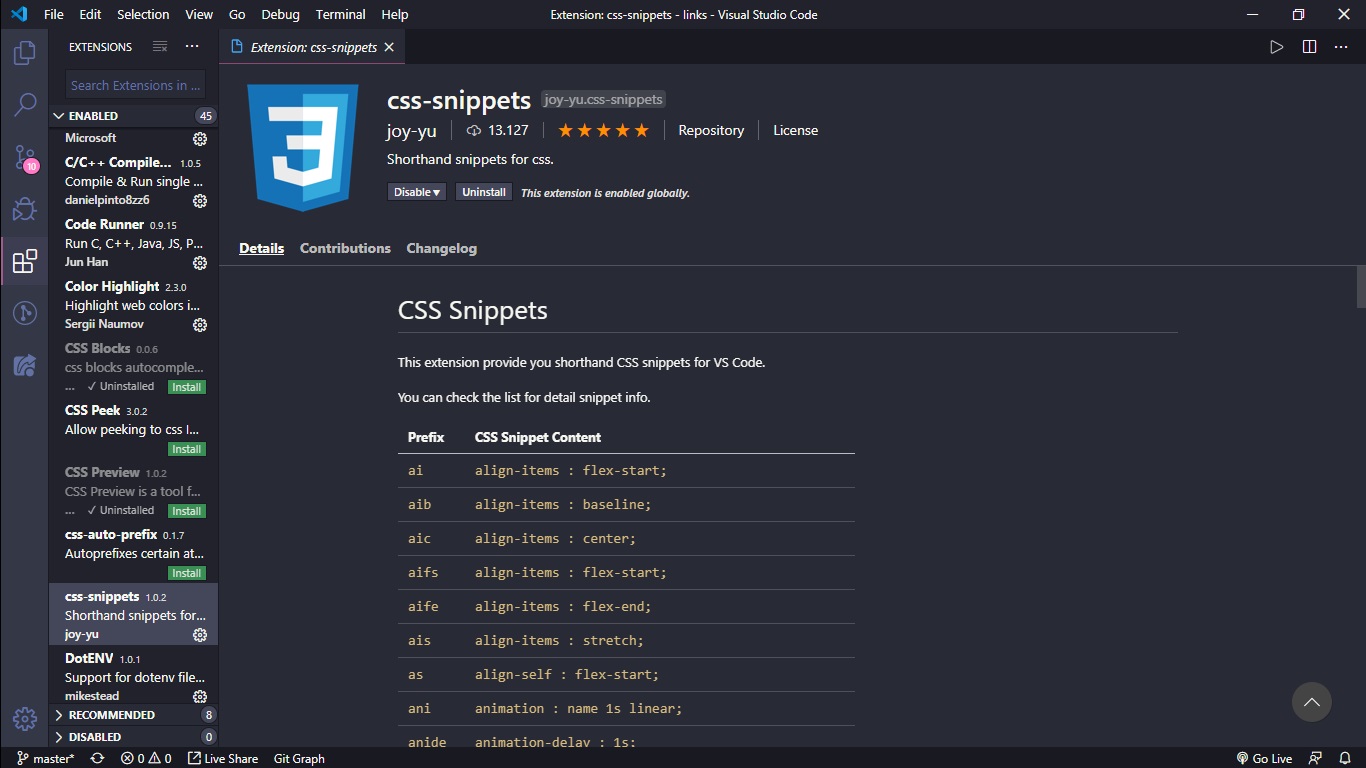 File Edit Selection View Go Debug Terminal Help
Extension: css-snippets - links - Visual Studio Code
EXTENSIONS
Extension: css-snippets
Search Extensions in ...
ENABLED 45
Microsoft
C/C++ Compile... 1.0.5
Compile & Run single ...
danielpinto8zz6
Code Runner 0.9.15
Run C, C++, Java, JS, P...
Jun Han
Color Highlight 2.3.0
Highlight web colors i...
Sergii Naumov
CSS Blocks 0.0.6
css blocks autocomple...
... ✓ Uninstalled Install
CSS Peek 3.0.2
Allow peeking to css I...
Install
CSS Preview 1.0.2
CSS Preview is a tool f...
... ✓ Uninstalled Install
css-auto-prefix 0.1.7
Autoprefixes certain at...
Install
css-snippets 1.0.2
Shorthand snippets for...
joy-yu
DotENV 1.0.1
Support for dotenv file...
mikestead
RECOMMENDED 8
DISABLED 0
10
3
css-snippets joy-yu.css-snippets
joy-yu 13.127 ★★★★★ Repository License
Shorthand snippets for css.
Disable ▾ Uninstall This extension is enabled globally.
Details Contributions Changelog
CSS Snippets
This extension provide you shorthand CSS snippets for VS Code.
You can check the list for detail snippet info.
Prefix CSS Snippet Content
ai align-items : flex-start;
aib align-items : baseline;
aic align-items : center;
aifs align-items : flex-start;
aife align-items : flex-end;
ais align-items : stretch;
as align-self : flex-start;
ani animation : name 1s linear;
anide animation-delay : 1s;
master* 0 0 Live Share Git Graph
Go Live